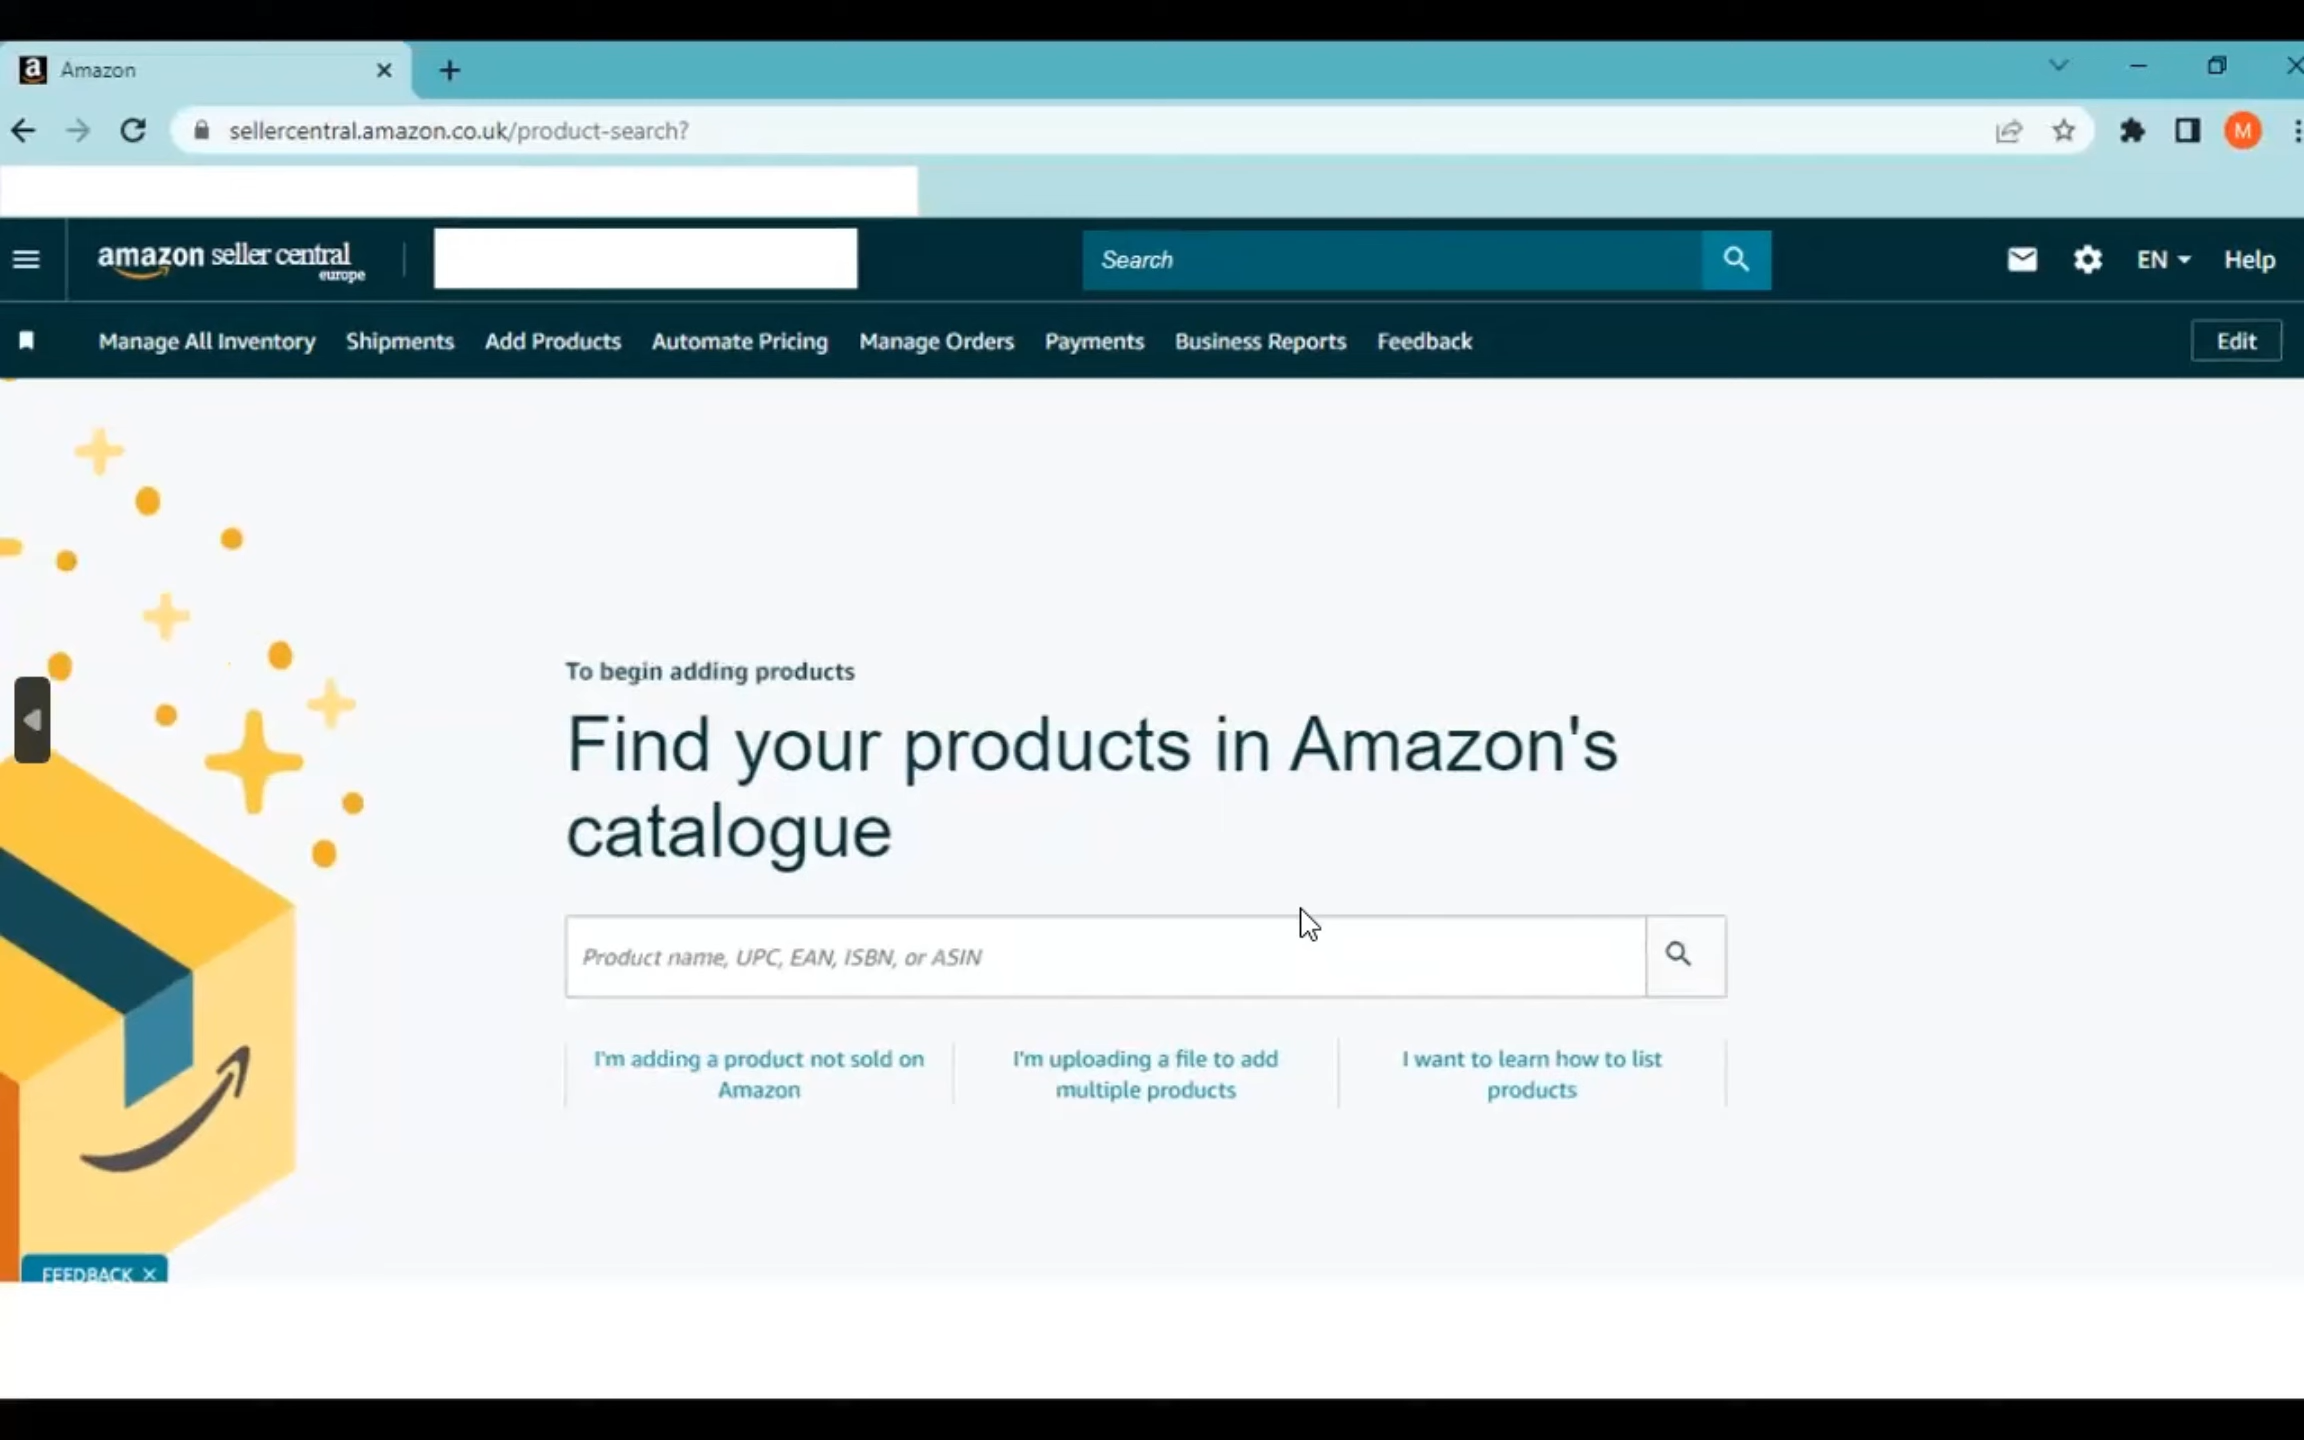 Amazon
sellercentral.amazon.co.uk/product-search?
amazon seller central
europe
Search
EN
Help
Manage All Inventory Shipments Add Products Automate Pricing Manage Orders Payments Business Reports Feedback
Edit
To begin adding products
Find your products in Amazon's
catalogue
Product name, UPC, EAN, ISBN, or ASIN
I'm adding a product not sold on
Amazon
I'm uploading a file to add
multiple products
I want to learn how to list
products
FEEDBACK
M